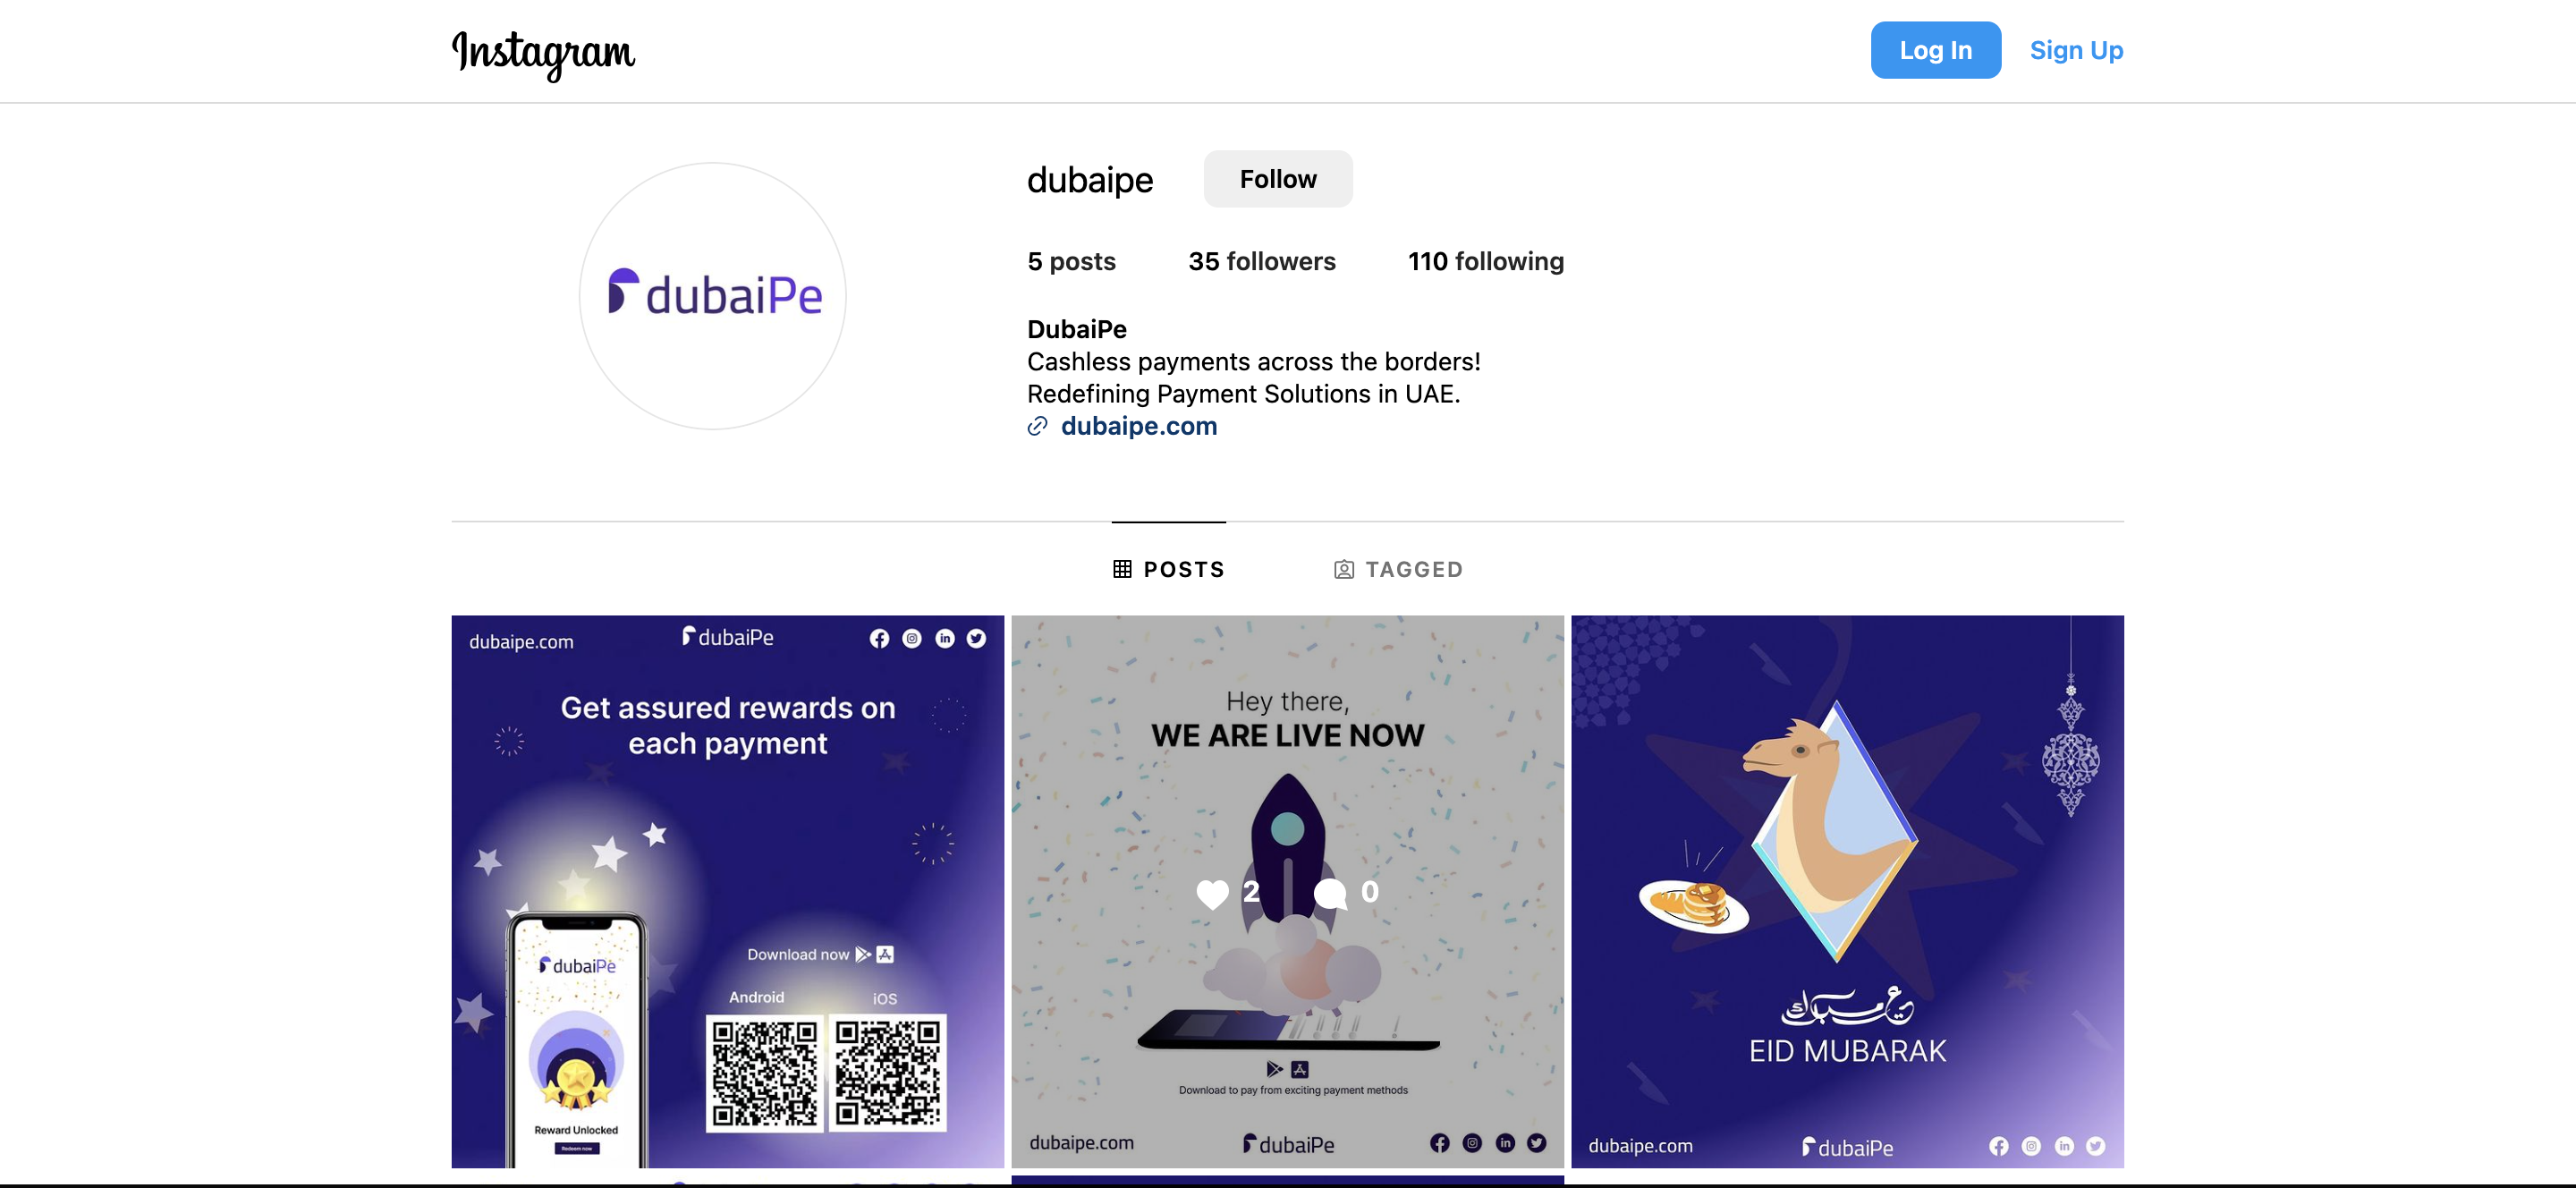 Instagram
Log In
Sign Up
dubaiPe
dubaipe
Follow
5 posts
35 followers
110 following
DubaiPe
Cashless payments across the borders!
Redefining Payment Solutions in UAE.
dubaipe.com
POSTS
TAGGED
dubaipe.com
dubaiPe
Get assured rewards on
each payment
Download now
Android
iOS
dubaiPe
Reward Unlocked
Redeem now
Hey there,
WE ARE LIVE NOW
2
0
Download to pay from exciting payment methods
dubaipe.com
dubaiPe
EID MUBARAK
dubaipe.com
dubaiPe